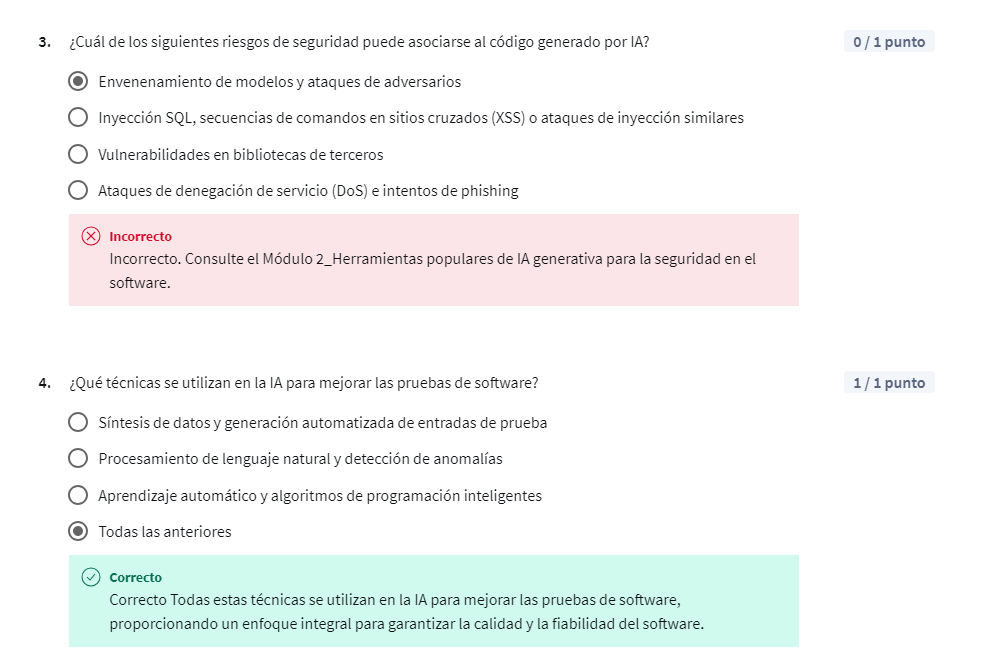 3. ¿Cuál de los siguientes riesgos de seguridad puede asociarse al código generado por IA? 0 / 1 punto
Envenenamiento de modelos y ataques de adversarios
Inyección SQL, secuencias de comandos en sitios cruzados (XSS) o ataques de inyección similares
Vulnerabilidades en bibliotecas de terceros
Ataques de denegación de servicio (DoS) e intentos de phishing
Incorrecto
Incorrecto. Consulte el Módulo 2_Herramientas populares de IA generativa para la seguridad en el
software.
4. ¿Qué técnicas se utilizan en la IA para mejorar las pruebas de software? 1 / 1 punto
Síntesis de datos y generación automatizada de entradas de prueba
Procesamiento de lenguaje natural y detección de anomalías
Aprendizaje automático y algoritmos de programación inteligentes
Todas las anteriores
Correcto
Correcto Todas estas técnicas se utilizan en la IA para mejorar las pruebas de software,
proporcionando un enfoque integral para garantizar la calidad y la fiabilidad del software.